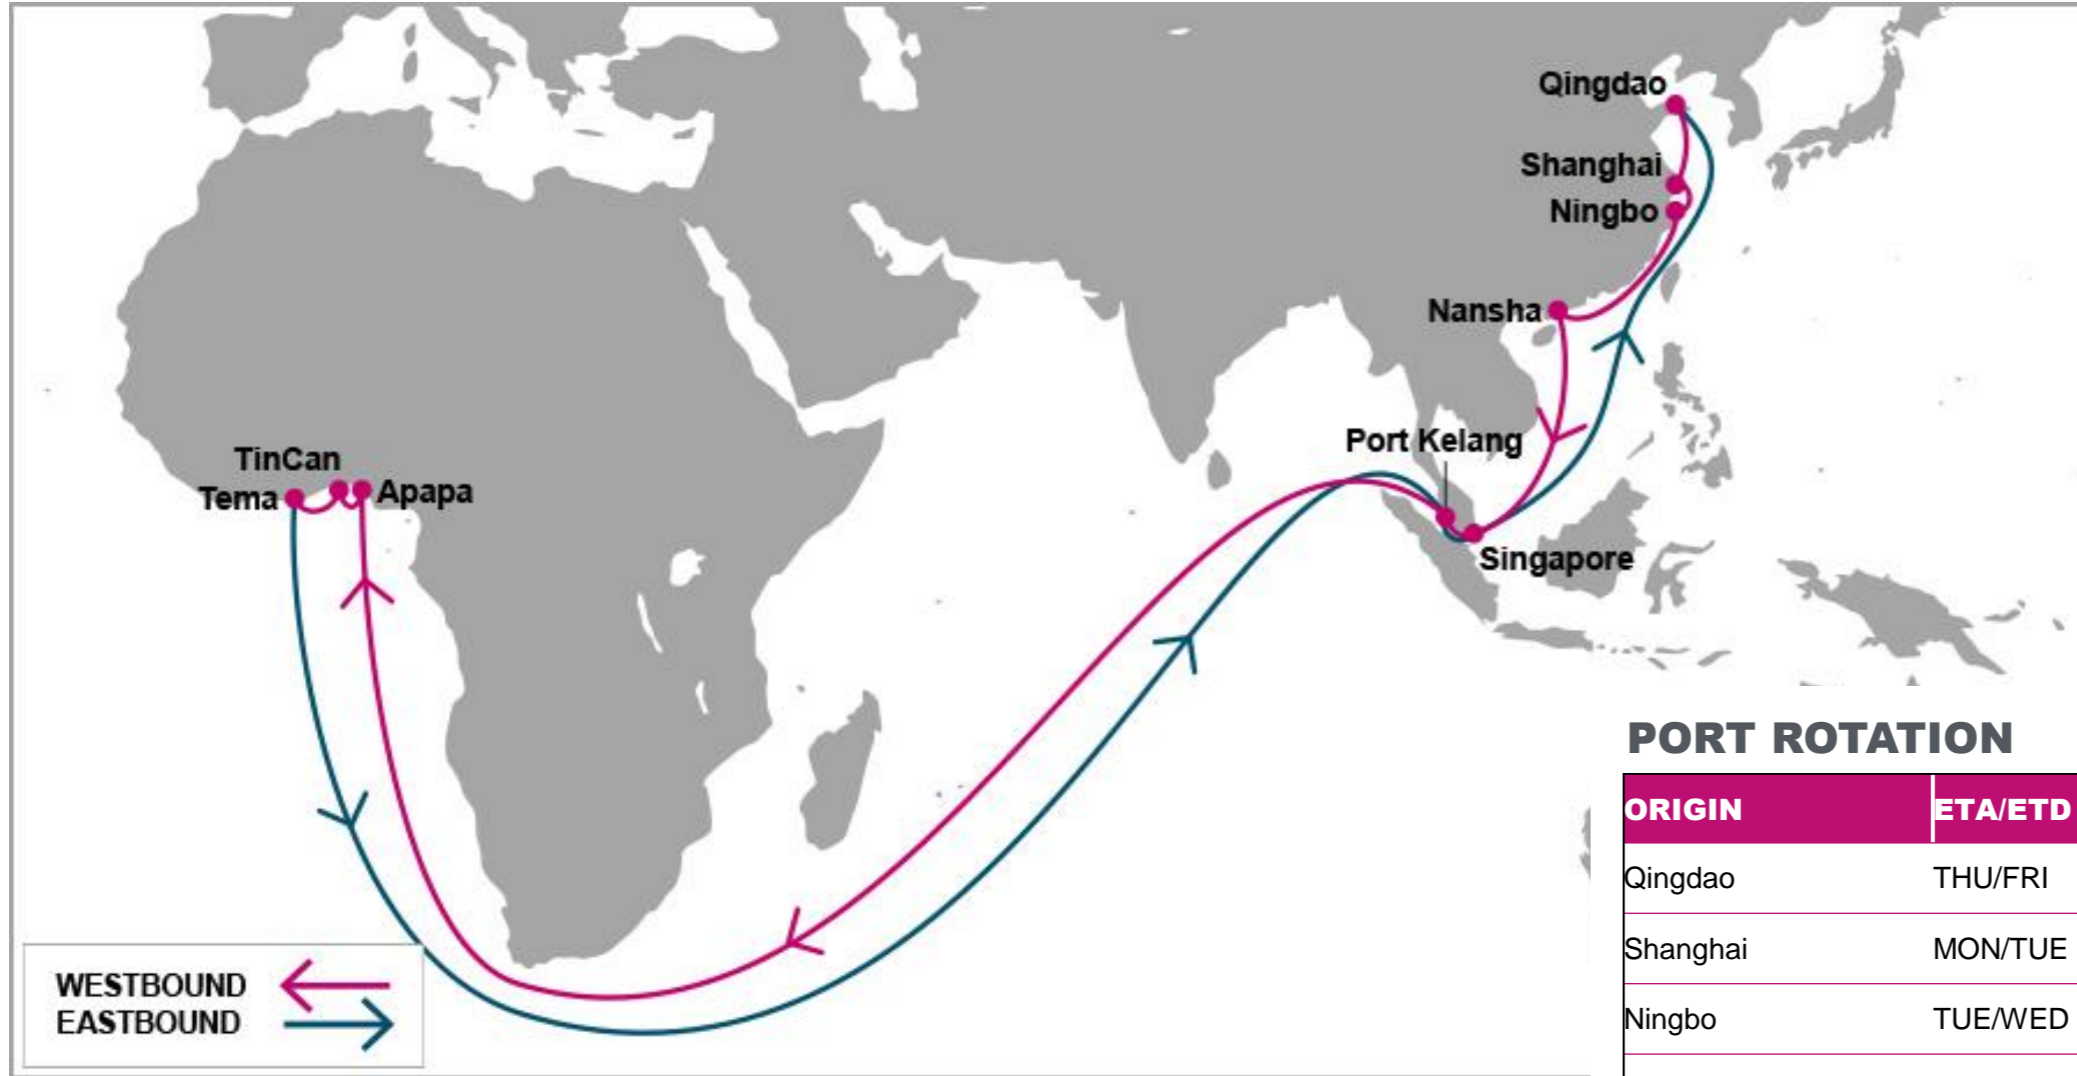 Qingdao
Shanghai
Ningbo
Nansha
Port Kelang
TinCan
Tema
Apapa
Singapore
WESTBOUND
EASTBOUND
PORT ROTATION
ORIGIN ETA/ETD
Qingdao THU/FRI
Shanghai MON/TUE
Ningbo TUE/WED